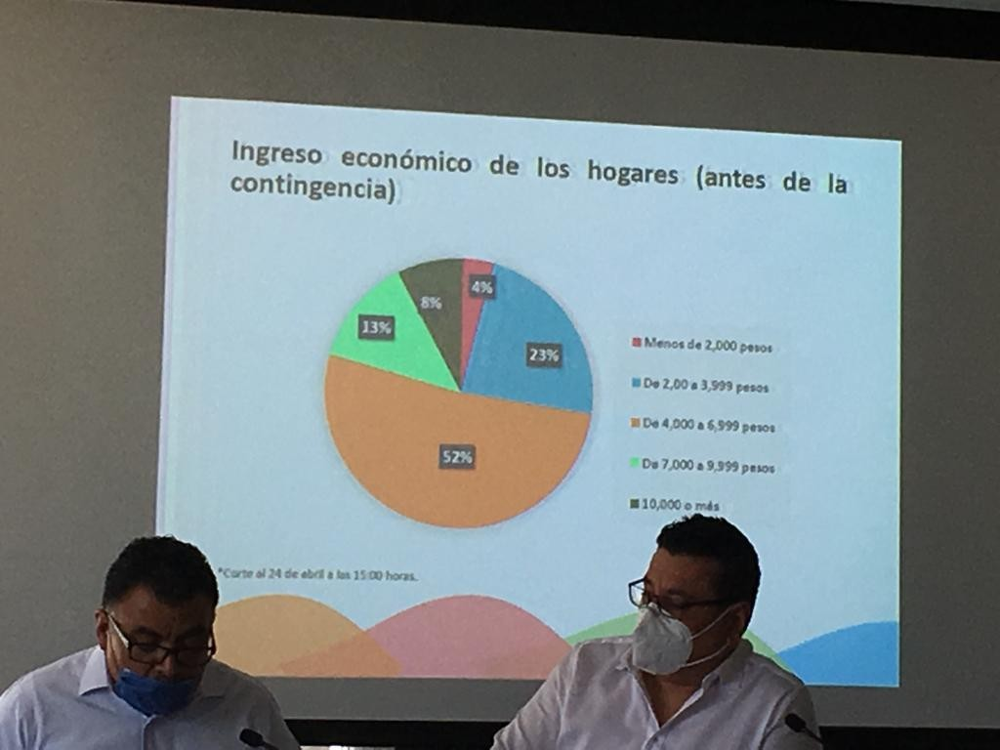 Ingreso económico de los hogares (antes de la
contingencia)
4%
8%
13%
23%
52%
Menos de 2,000 pesos
De 2,00 a 3,999 pesos
De 4,000 a 6,999 pesos
De 7,000 a 9,999 pesos
10,000 o más
*Corte al 24 de abril a las 15:00 horas.